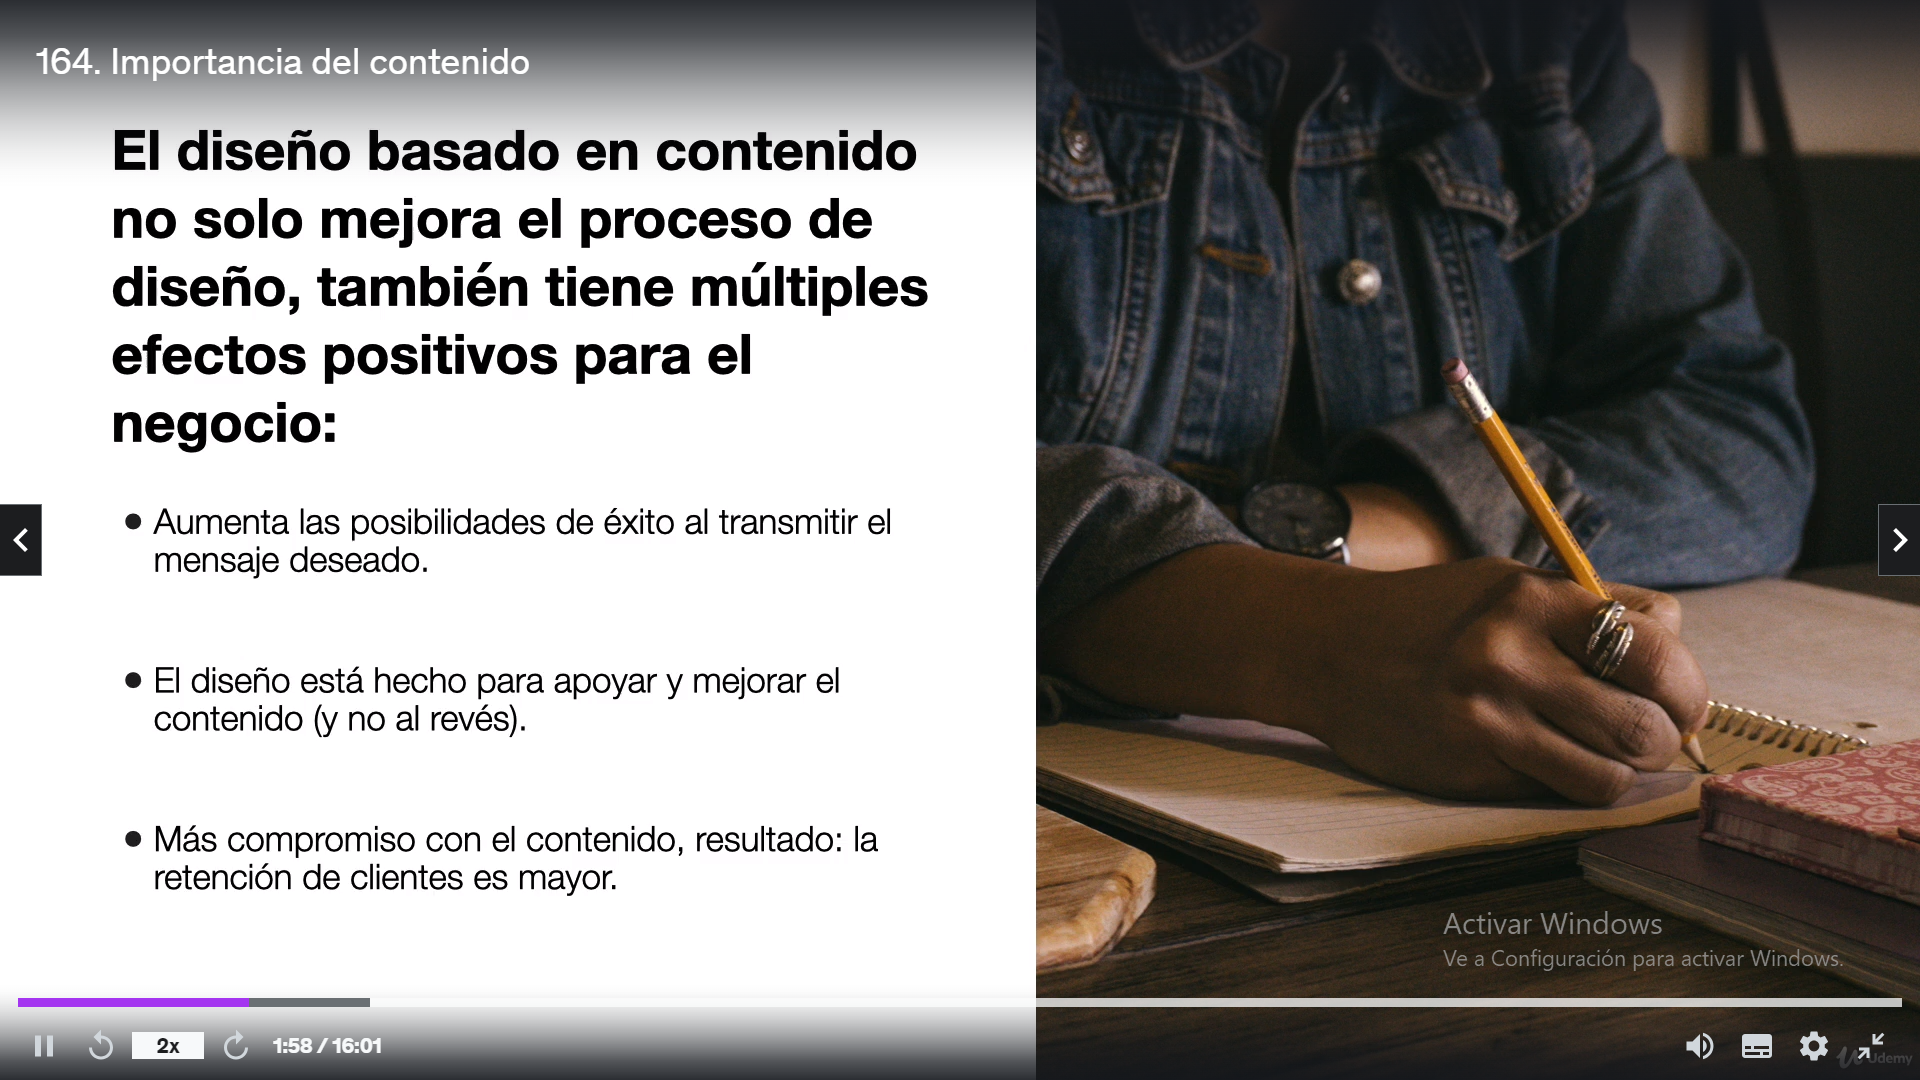 164. Importancia del contenido
El diseño basado en contenido
no solo mejora el proceso de
diseño, también tiene múltiples
efectos positivos para el
negocio:
● Aumenta las posibilidades de éxito al transmitir el
mensaje deseado.
● El diseño está hecho para apoyar y mejorar el
contenido (y no al revés).
● Más compromiso con el contenido, resultado: la
retención de clientes es mayor.
Activar Windows
Ve a Configuración para activar Windows.
2x
1:58 / 16:01
Udemy